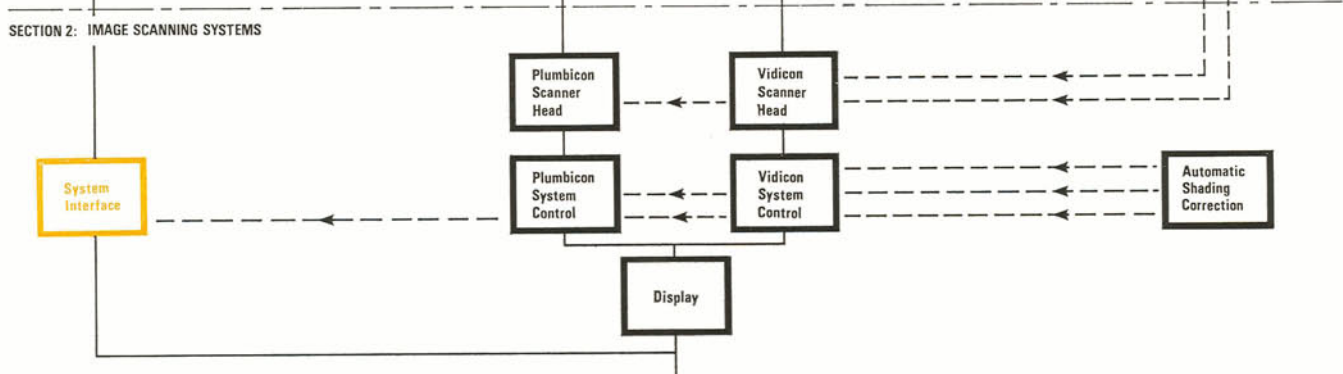 SECTION 2: IMAGE SCANNING SYSTEMS
Plumbicon
Scanner
Head
Vidicon
Scanner
Head
System
Interface
Plumbicon
System
Control
Vidicon
System
Control
Automatic
Shading
Correction
Display